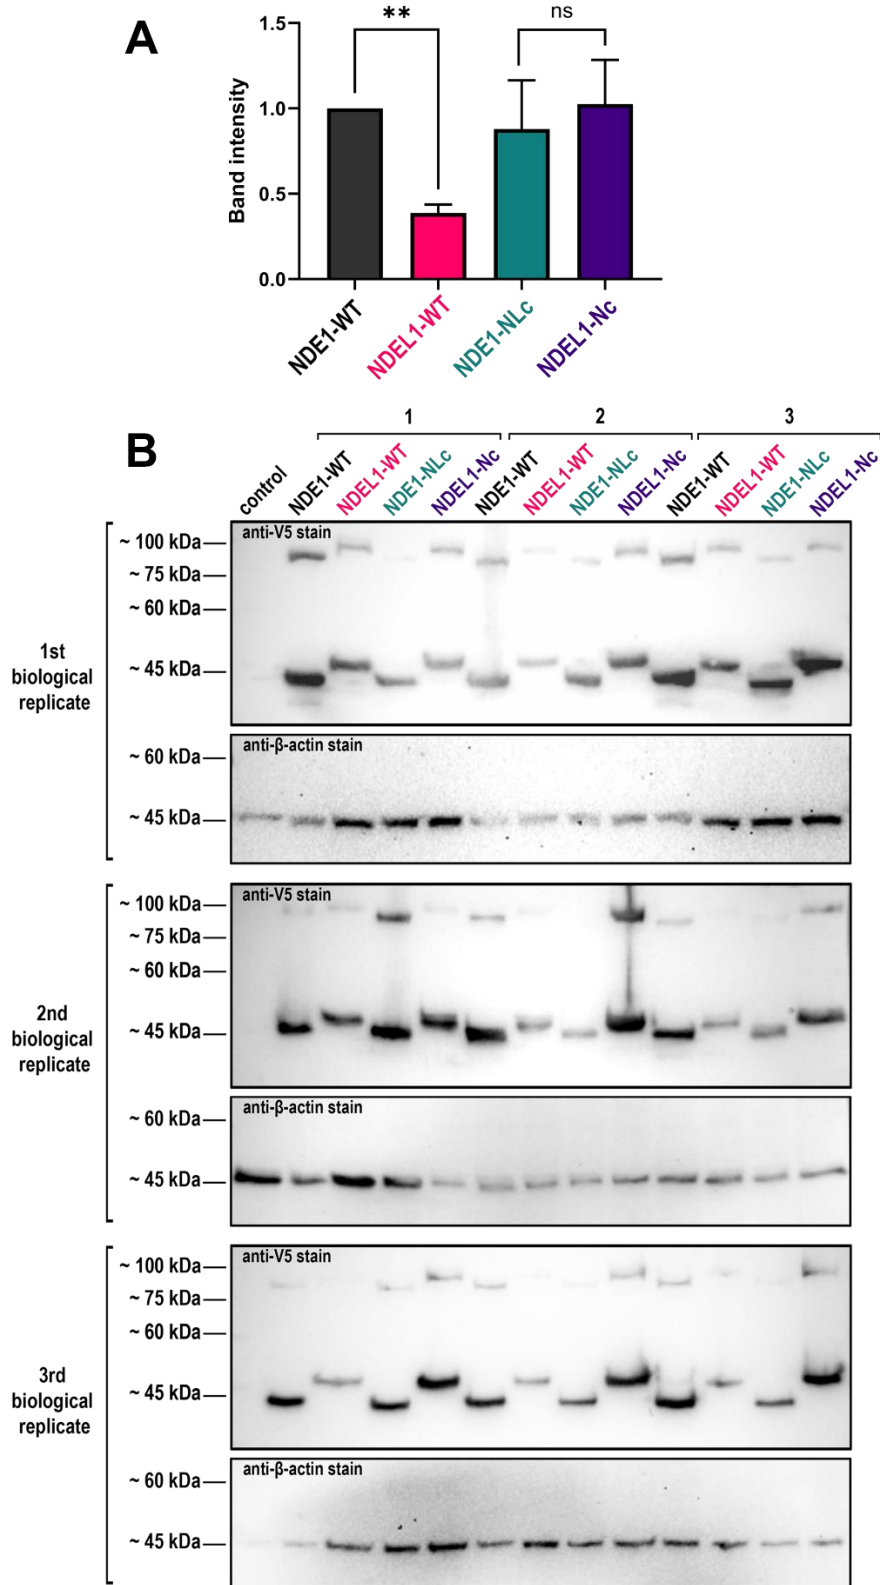 A
**
ns
1.5
1.0
0.5
0.0
Band intensity
NDE1-WT
NDEL1-WT
NDE1-NLc
NDEL1-Nc
B
1
2
3
control
NDE1-WT
NDEL1-WT
NDE1-NLc
NDEL1-Nc
NDE1-WT
NDEL1-WT
NDE1-NLc
NDEL1-Nc
NDE1-WT
NDEL1-WT
NDE1-NLc
NDEL1-Nc
1st
biological
replicate
anti-V5 stain
~ 100 kDa
~ 75 kDa
~ 60 kDa
~ 45 kDa
anti-β-actin stain
~ 60 kDa
~ 45 kDa
2nd
biological
replicate
anti-V5 stain
~ 100 kDa
~ 75 kDa
~ 60 kDa
~ 45 kDa
anti-β-actin stain
~ 60 kDa
~ 45 kDa
3rd
biological
replicate
anti-V5 stain
~ 100 kDa
~ 75 kDa
~ 60 kDa
~ 45 kDa
anti-β-actin stain
~ 60 kDa
~ 45 kDa